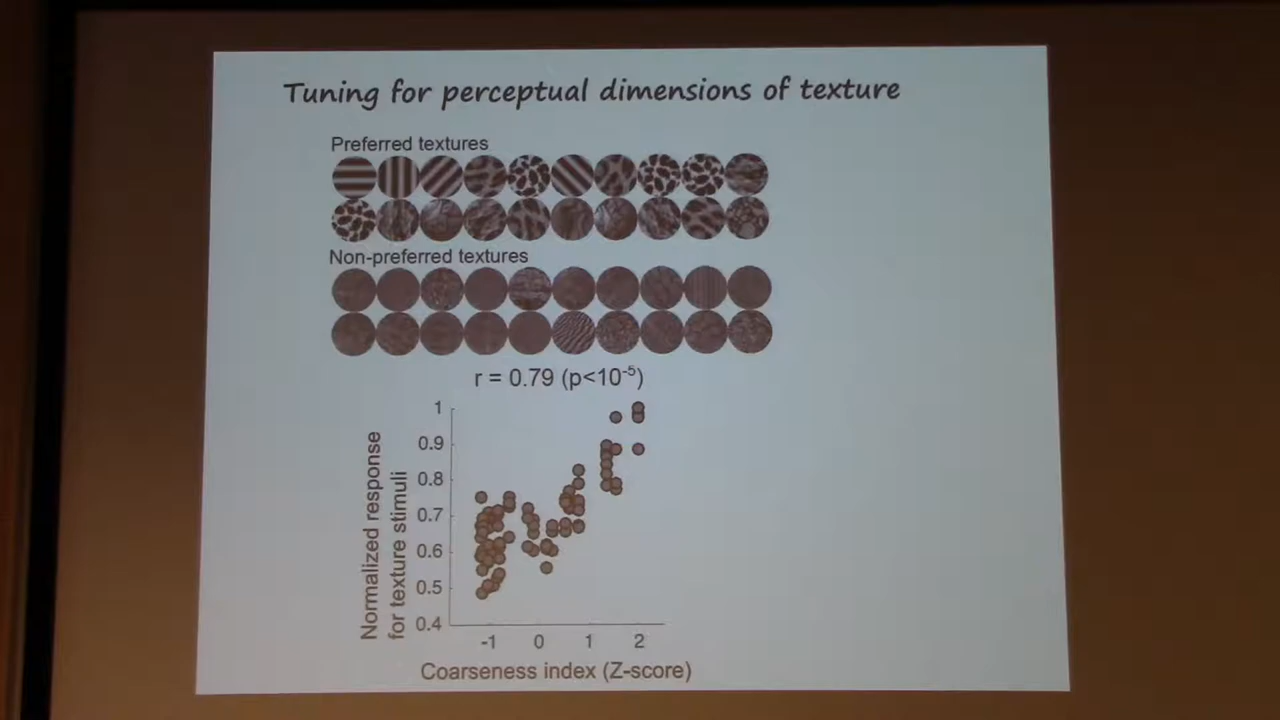 Tuning for perceptual dimensions of texture
Preferred textures
Non-preferred textures
r = 0.79 (p<10⁻⁵)
1
0.9
0.8
0.7
0.6
0.5
0.4
Normalized response
for texture stimuli
-1 0 1 2
Coarseness index (Z-score)